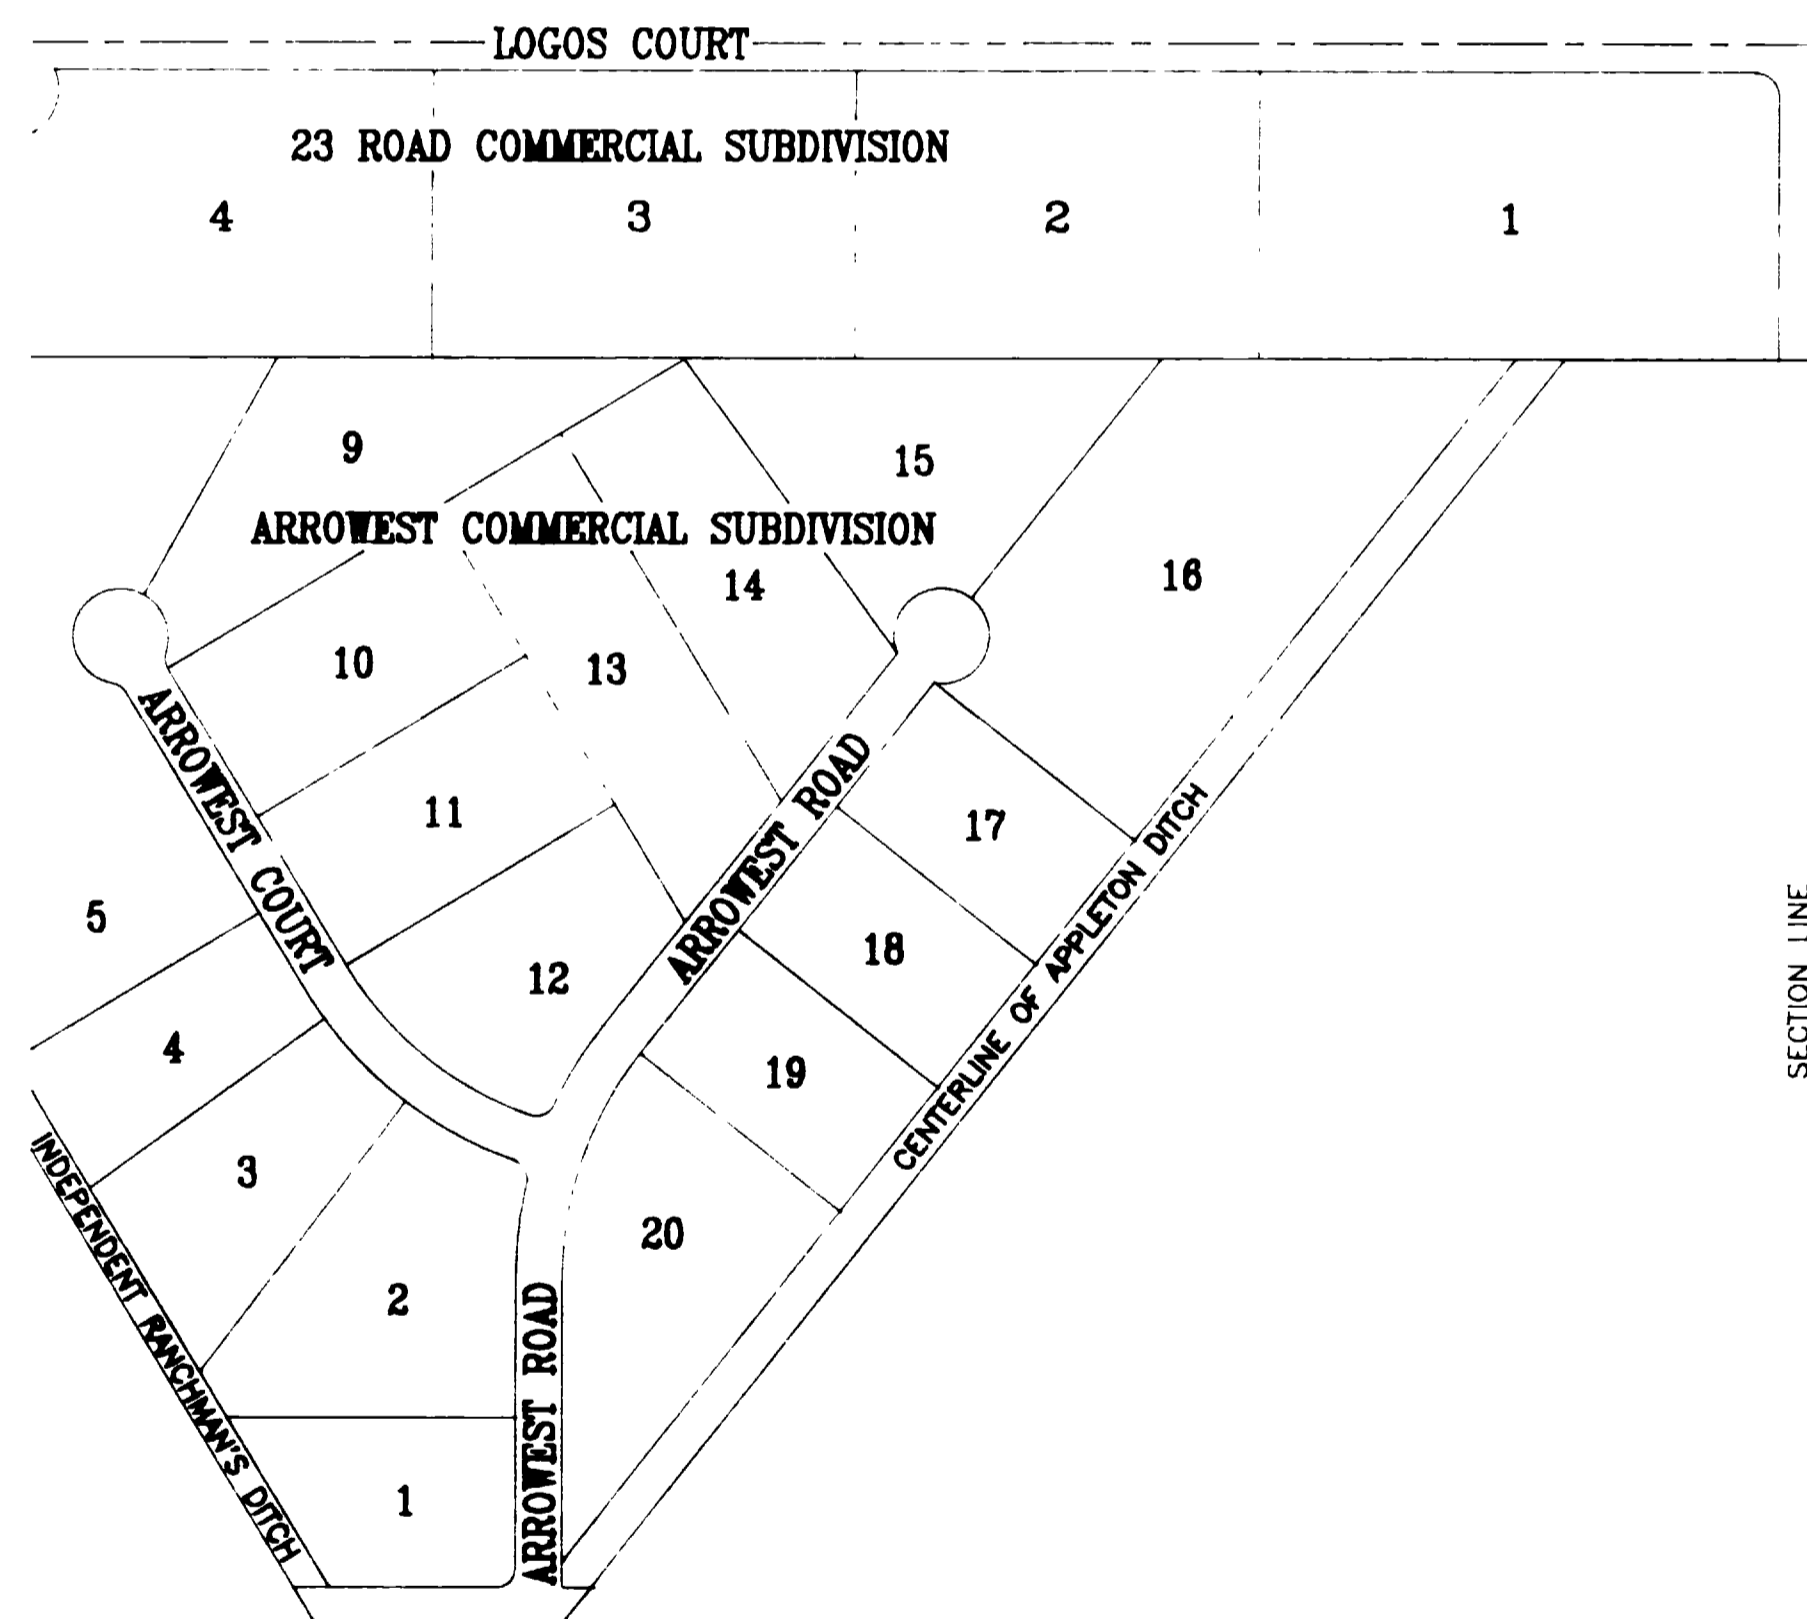 LOGOS COURT
23 ROAD COMMERCIAL SUBDIVISION
4
3
2
1
9
15
ARROWEST COMMERCIAL SUBDIVISION
14
16
10
13
ARROWEST COURT
11
ARROWEST ROAD
17
CENTERLINE OF APPLETON DITCH
5
18
SECTION LINE
12
4
19
3
INDEPENDENT RANCHMAN'S DITCH
20
2
ARROWEST ROAD
1